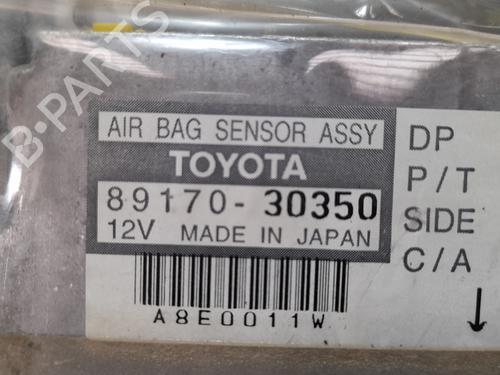 AIR BAG SENSOR ASSY
TOYOTA
89170-30350
12V MADE IN JAPAN
A8E0011W
DP
P/T
SIDE
C/A
↓
B-PARTS